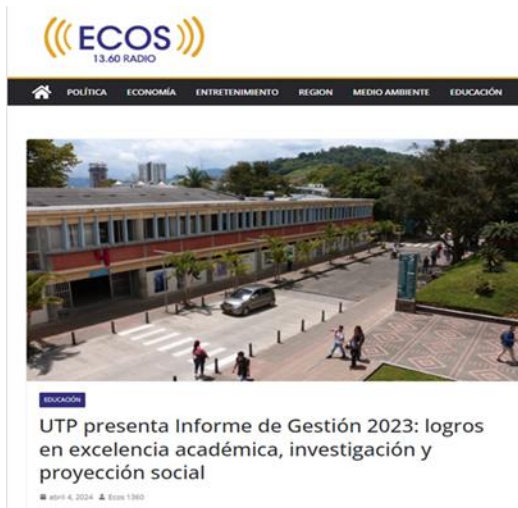 ECOS
13.60 RADIO
POLÍTICA ECONOMÍA ENTRETENIMIENTO REGION MEDIO AMBIENTE EDUCACIÓN
EDUCACIÓN
UTP presenta Informe de Gestión 2023: logros
en excelencia académica, investigación y
proyección social
abril 4, 2024 Ecos 1360